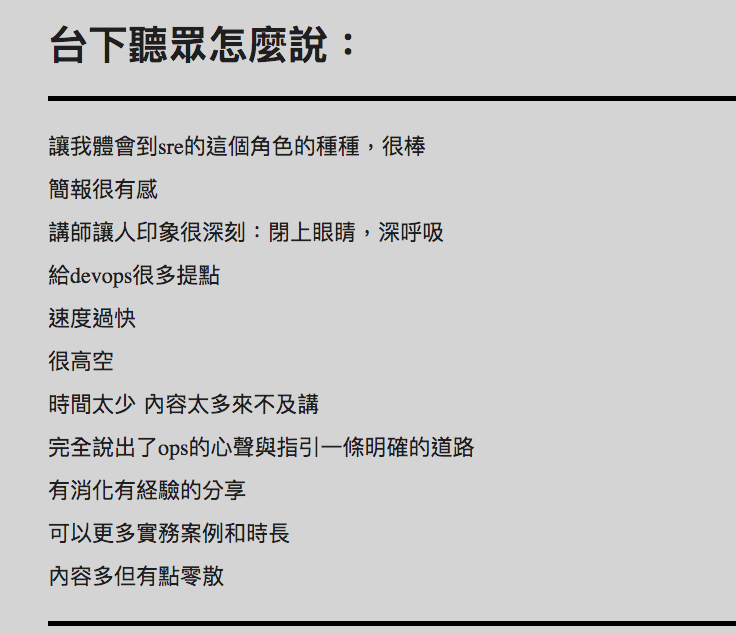 台下聽眾怎麼說：
讓我體會到sre的這個角色的種種，很棒
簡報很有感
講師讓人印象很深刻：閉上眼睛，深呼吸
給devops很多提點
速度過快
很高空
時間太少 內容太多來不及講
完全說出了ops的心聲與指引一條明確的道路
有消化有経驗的分享
可以更多實務案例和時長
內容多但有點零散